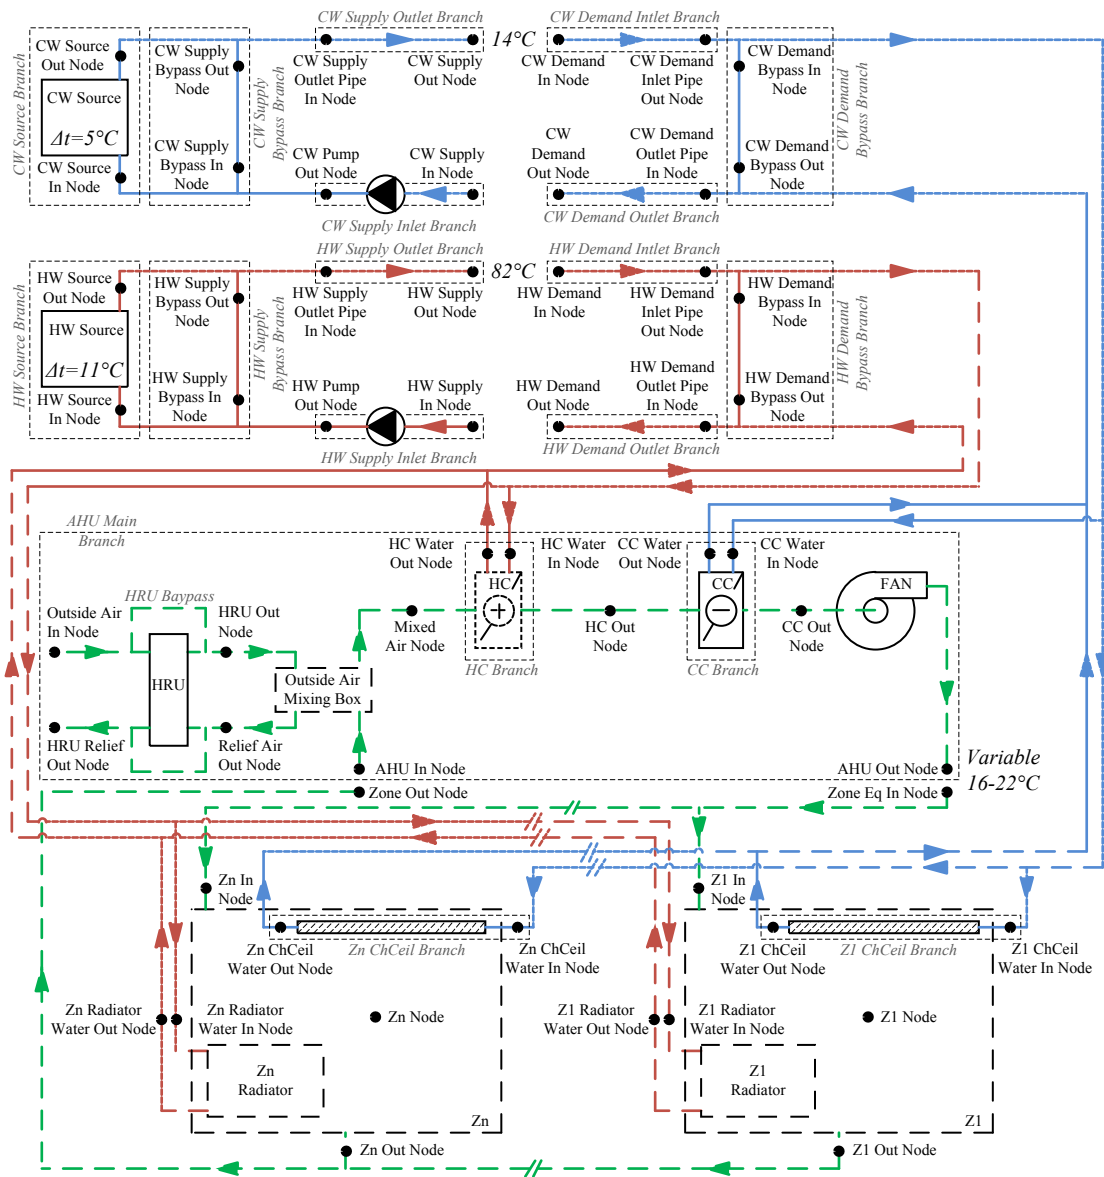 CW Supply Outlet Branch
CW Demand Intlet Branch
CW Source Branch
CW Source
Out Node
CW Source
Δt=5°C
CW Source
In Node
CW Supply
Bypass Out
Node
CW Supply
Bypass In
Node
CW Supply
Bypass Branch
CW Supply
Outlet Pipe
In Node
CW Supply
Out Node
14°C
CW Pump
Out Node
CW Supply
In Node
CW Supply Inlet Branch
CW Demand
In Node
CW Demand
Inlet Pipe
Out Node
CW
Demand
Out Node
CW Demand
Outlet Pipe
In Node
CW Demand Outlet Branch
CW Demand
Bypass In
Node
CW Demand
Bypass Out
Node
CW Demand
Bypass Branch
HW Supply Outlet Branch
HW Demand Intlet Branch
HW Source Branch
HW Source
Out Node
HW Source
Δt=11°C
HW Source
In Node
HW Supply
Bypass Out
Node
HW Supply
Bypass In
Node
HW Supply
Bypass Branch
HW Supply
Outlet Pipe
In Node
HW Supply
Out Node
82°C
HW Pump
Out Node
HW Supply
In Node
HW Supply Inlet Branch
HW Demand
In Node
HW Demand
Inlet Pipe
Out Node
HW Demand
Out Node
HW Demand
Outlet Pipe
In Node
HW Demand Outlet Branch
HW Demand
Bypass In
Node
HW Demand
Bypass Out
Node
HW Demand
Bypass Branch
AHU Main
Branch
HC Water
Out Node
HC Water
In Node
CC Water
Out Node
CC Water
In Node
HC
CC
FAN
HRU Baypass
Outside Air
In Node
HRU Out
Node
HRU
Outside Air
Mixing Box
Mixed
Air Node
HC Branch
HC Out
Node
CC Branch
CC Out
Node
HRU Relief
Out Node
Relief Air
Out Node
AHU In Node
Zone Out Node
AHU Out Node
Zone Eq In Node
Variable
16-22°C
Zn In
Node
Z1 In
Node
Zn ChCeil
Water Out Node
Zn ChCeil Branch
Zn ChCeil
Water In Node
Z1 ChCeil
Water Out Node
Z1 ChCeil Branch
Z1 ChCeil
Water In Node
Zn Radiator
Water Out Node
Zn Radiator
Water In Node
Zn Node
Z1 Radiator
Water Out Node
Z1 Radiator
Water In Node
Z1 Node
Zn
Radiator
Z1
Radiator
Zn
Z1
Zn Out Node
Z1 Out Node